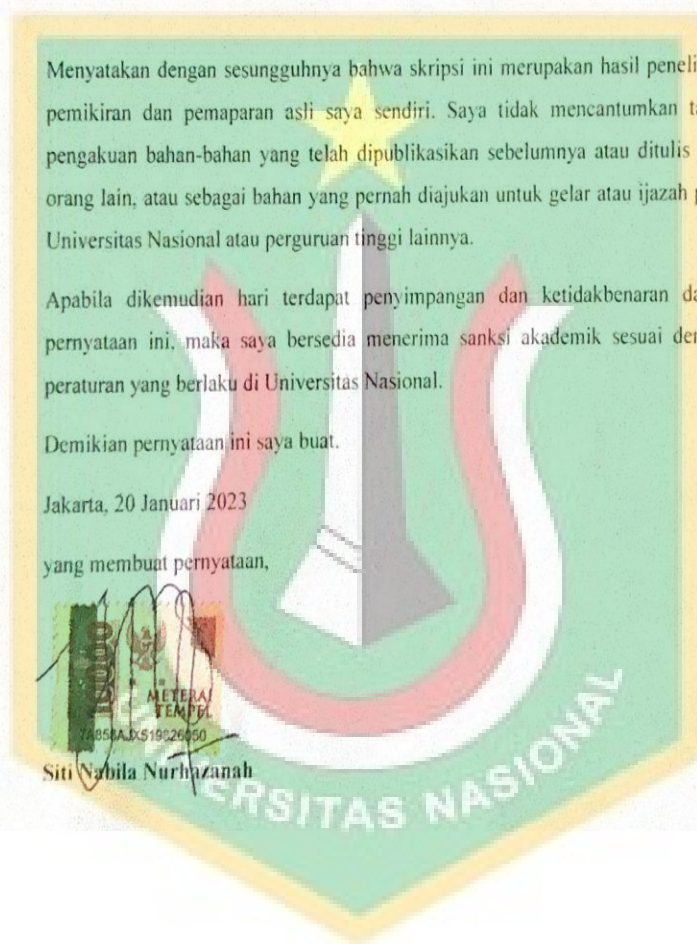 Menyatakan dengan sesungguhnya bahwa skripsi ini merupakan hasil peneli
pemikiran dan pemaparan asli saya sendiri. Saya tidak mencantumkan ta
pengakuan bahan-bahan yang telah dipublikasikan sebelumnya atau ditulis
orang lain, atau sebagai bahan yang pernah diajukan untuk gelar atau ijazah p
Universitas Nasional atau perguruan tinggi lainnya.
Apabila dikemudian hari terdapat penyimpangan dan ketidakbenaran da
pernyataan ini, maka saya bersedia menerima sanksi akademik sesuai den
peraturan yang berlaku di Universitas Nasional.
Demikian pernyataan ini saya buat.
Jakarta, 20 Januari 2023
yang membuat pernyataan,
METERAI
TEMPEL
Siti Nabila Nurhazanah
UNIVERSITAS NASIONAL